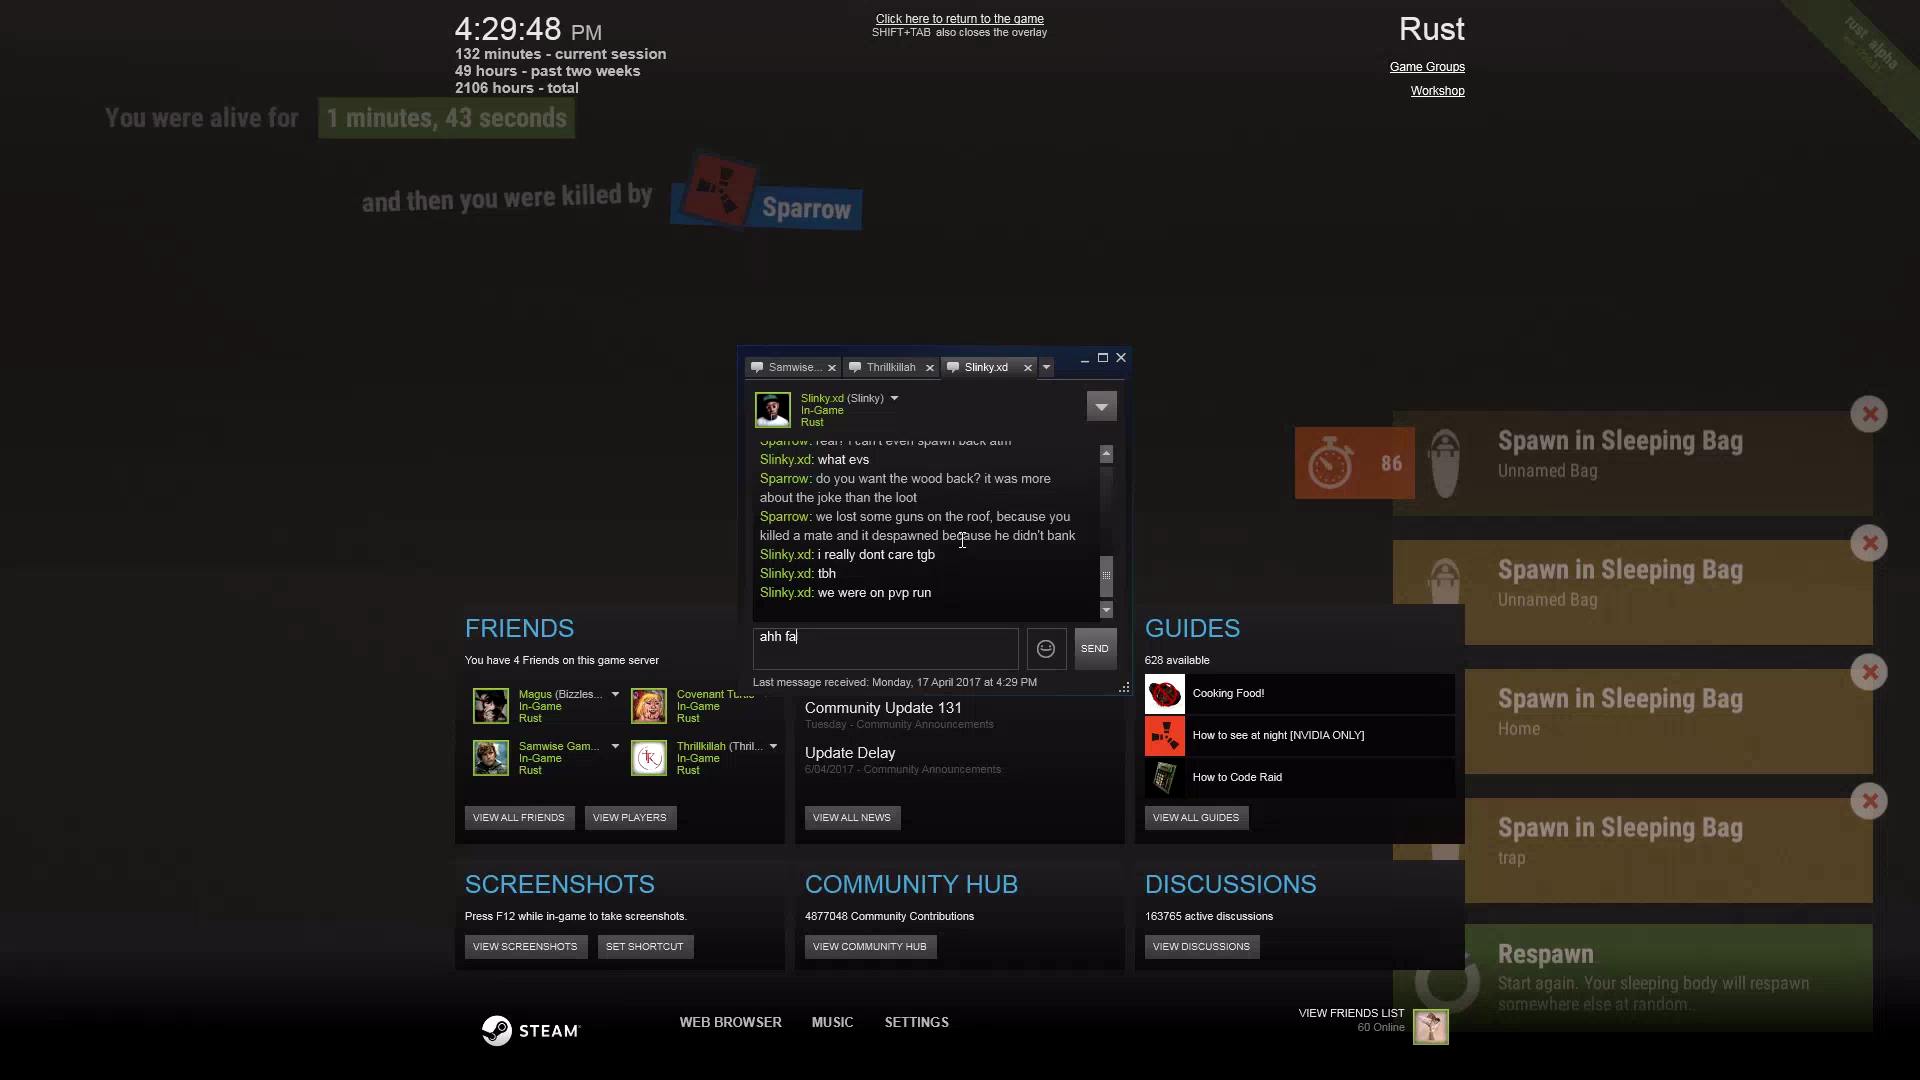 4:29:48 PM
132 minutes - current session
49 hours - past two weeks
2106 hours - total
Click here to return to the game
SHIFT+TAB also closes the overlay
Rust
Game Groups
Workshop
rust alpha
You were alive for 1 minutes, 43 seconds
and then you were killed by Sparrow
Samwise...
Thrillkillah
Slinky.xd
Slinky.xd (Slinky)
In-Game
Rust
Sparrow: fear? I can't even spawn back atm
Slinky.xd: what evs
Sparrow: do you want the wood back? it was more
about the joke than the loot
Sparrow: we lost some guns on the roof, because you
killed a mate and it despawned because he didn't bank
Slinky.xd: i really dont care tgb
Slinky.xd: tbh
Slinky.xd: we were on pvp run
ahh fa
SEND
Last message received: Monday, 17 April 2017 at 4:29 PM
86
Spawn in Sleeping Bag
Unnamed Bag
Spawn in Sleeping Bag
Unnamed Bag
Spawn in Sleeping Bag
Home
Spawn in Sleeping Bag
trap
Respawn
Start again. Your sleeping body will respawn
somewhere else at random..
FRIENDS
You have 4 Friends on this game server
Magus (Bizzles...
In-Game
Rust
Covenant Turtle
In-Game
Rust
Samwise Gam...
In-Game
Rust
Thrillkillah (Thril...
In-Game
Rust
VIEW ALL FRIENDS
VIEW PLAYERS
Community Update 131
Tuesday - Community Announcements
Update Delay
6/04/2017 - Community Announcements
VIEW ALL NEWS
GUIDES
628 available
Cooking Food!
How to see at night [NVIDIA ONLY]
How to Code Raid
VIEW ALL GUIDES
SCREENSHOTS
Press F12 while in-game to take screenshots.
VIEW SCREENSHOTS
SET SHORTCUT
COMMUNITY HUB
4877048 Community Contributions
VIEW COMMUNITY HUB
DISCUSSIONS
163765 active discussions
VIEW DISCUSSIONS
STEAM
WEB BROWSER
MUSIC
SETTINGS
VIEW FRIENDS LIST
60 Online